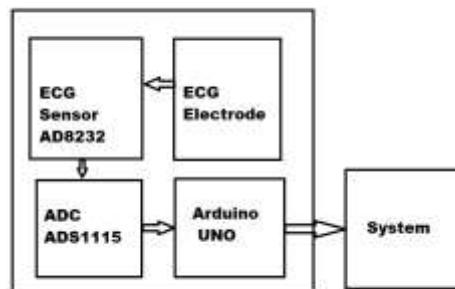 ECG
Sensor
AD8232
ECG
Electrode
ADC
ADS1115
Arduino
UNO
System